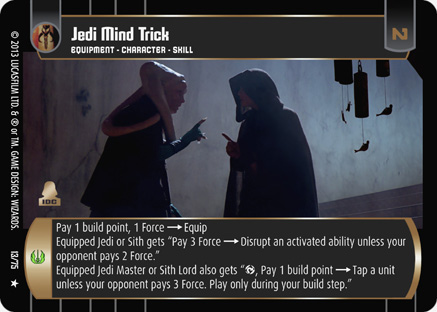 Jedi Mind Trick
EQUIPMENT - CHARACTER - SKILL
N
© 2013 LUCASFILM LTD. & ® or TM. GAME DESIGN: WIZARDS.
IDC
13/75
Pay 1 build point, 1 Force → Equip
Equipped Jedi or Sith gets "Pay 3 Force → Disrupt an activated ability unless your
opponent pays 2 Force."
Equipped Jedi Master or Sith Lord also gets ", Pay 1 build point → Tap a unit
unless your opponent pays 3 Force. Play only during your build step."